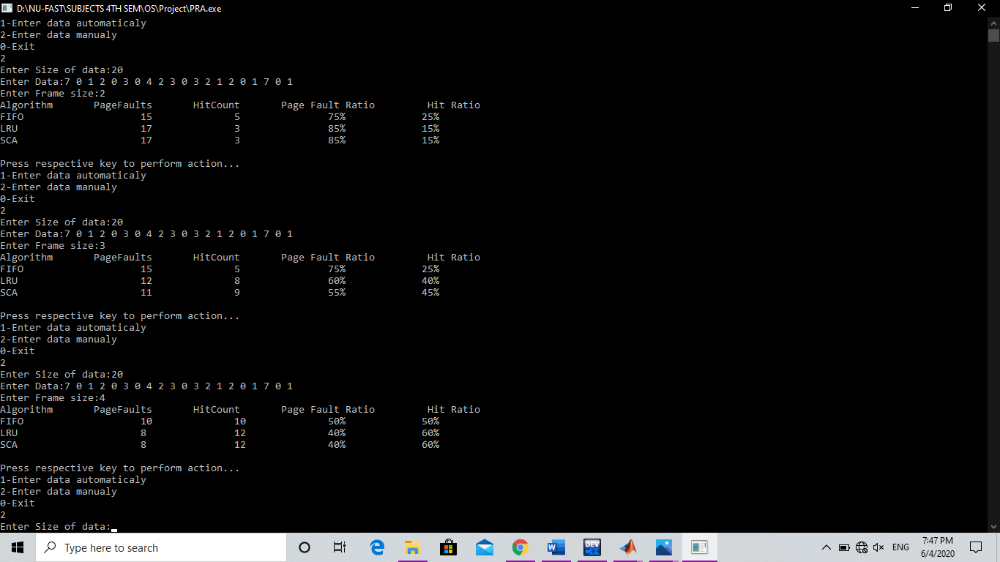 D:\NU-FAST\SUBJECTS 4TH SEM\OS\Project\PRA.exe
1-Enter data automaticaly
2-Enter data manualy
0-Exit
2
Enter Size of data:20
Enter Data:7 0 1 2 0 3 0 4 2 3 0 3 2 1 2 0 1 7 0 1
Enter Frame size:2
Algorithm PageFaults HitCount Page Fault Ratio Hit Ratio
FIFO 15 5 75% 25%
LRU 17 3 85% 15%
SCA 17 3 85% 15%
Press respective key to perform action...
1-Enter data automaticaly
2-Enter data manualy
0-Exit
2
Enter Size of data:20
Enter Data:7 0 1 2 0 3 0 4 2 3 0 3 2 1 2 0 1 7 0 1
Enter Frame size:3
Algorithm PageFaults HitCount Page Fault Ratio Hit Ratio
FIFO 15 5 75% 25%
LRU 12 8 60% 40%
SCA 11 9 55% 45%
Press respective key to perform action...
1-Enter data automaticaly
2-Enter data manualy
0-Exit
2
Enter Size of data:20
Enter Data:7 0 1 2 0 3 0 4 2 3 0 3 2 1 2 0 1 7 0 1
Enter Frame size:4
Algorithm PageFaults HitCount Page Fault Ratio Hit Ratio
FIFO 10 10 50% 50%
LRU 8 12 40% 60%
SCA 8 12 40% 60%
Press respective key to perform action...
1-Enter data automaticaly
2-Enter data manualy
0-Exit
2
Enter Size of data:
Type here to search
DEV
ENG
7:47 PM
6/4/2020